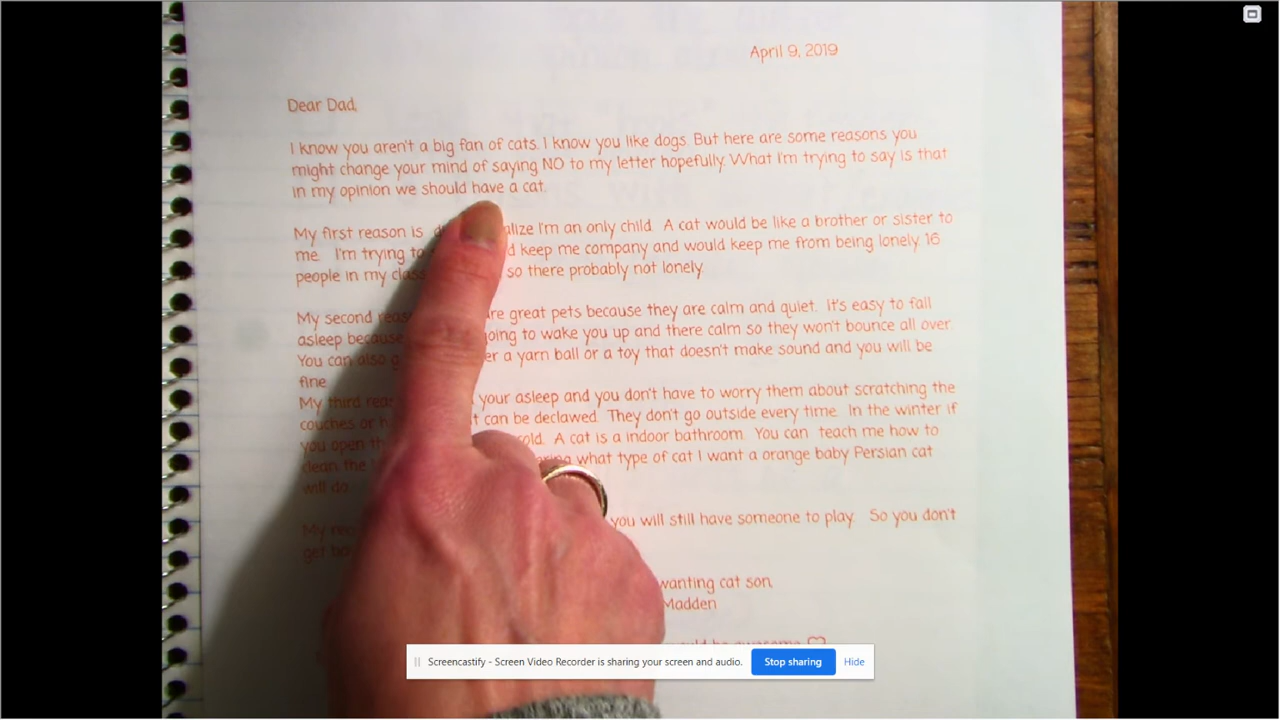 April 9, 2019
Dear Dad,
I know you aren't a big fan of cats. I know you like dogs. But here are some reasons you
might change your mind of saying NO to my letter hopefully. What I'm trying to say is that
in my opinion we should have a cat.
My first reason is I'm an only child. A cat would be like a brother or sister to
me. I'm trying to keep me company and would keep me from being lonely. 16
people in my so there probably not lonely.
My second great pets because they are calm and quiet. It's easy to fall
asleep to wake you up and there calm so they won't bounce all over.
You can also a yarn ball or a toy that doesn't make sound and you will be
fine
My third your asleep and you don't have to worry them about scratching the
couches or can be declawed. They don't go outside every time. In the winter if
you open A cat is a indoor bathroom. You can teach me how to
clean the what type of cat I want a orange baby Persian cat
will do.
My you will still have someone to play. So you don't
get
wanting cat son,
Madden
Screencastify - Screen Video Recorder is sharing your screen and audio.
Stop sharing
Hide